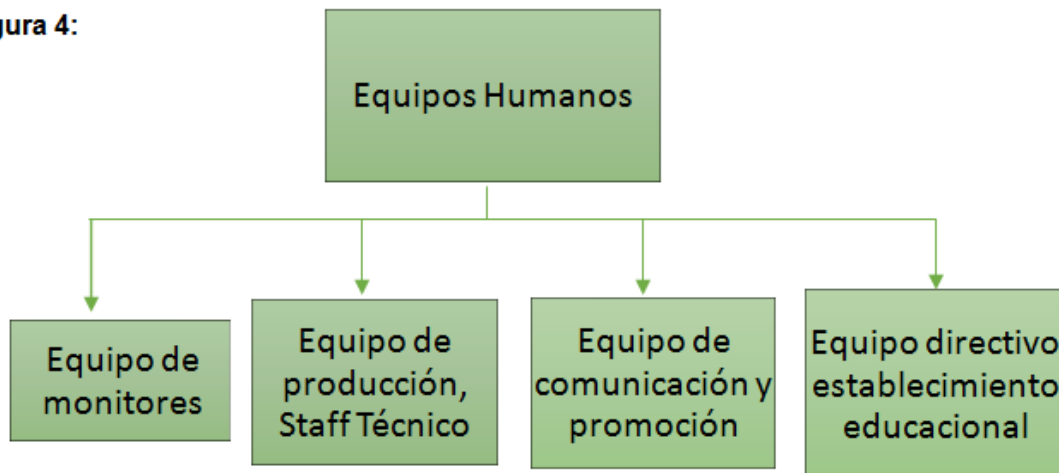 gura 4:
Equipos Humanos
Equipo de
monitores
Equipo de
producción,
Staff Técnico
Equipo de
comunicación y
promoción
Equipo directivo
establecimiento
educacional